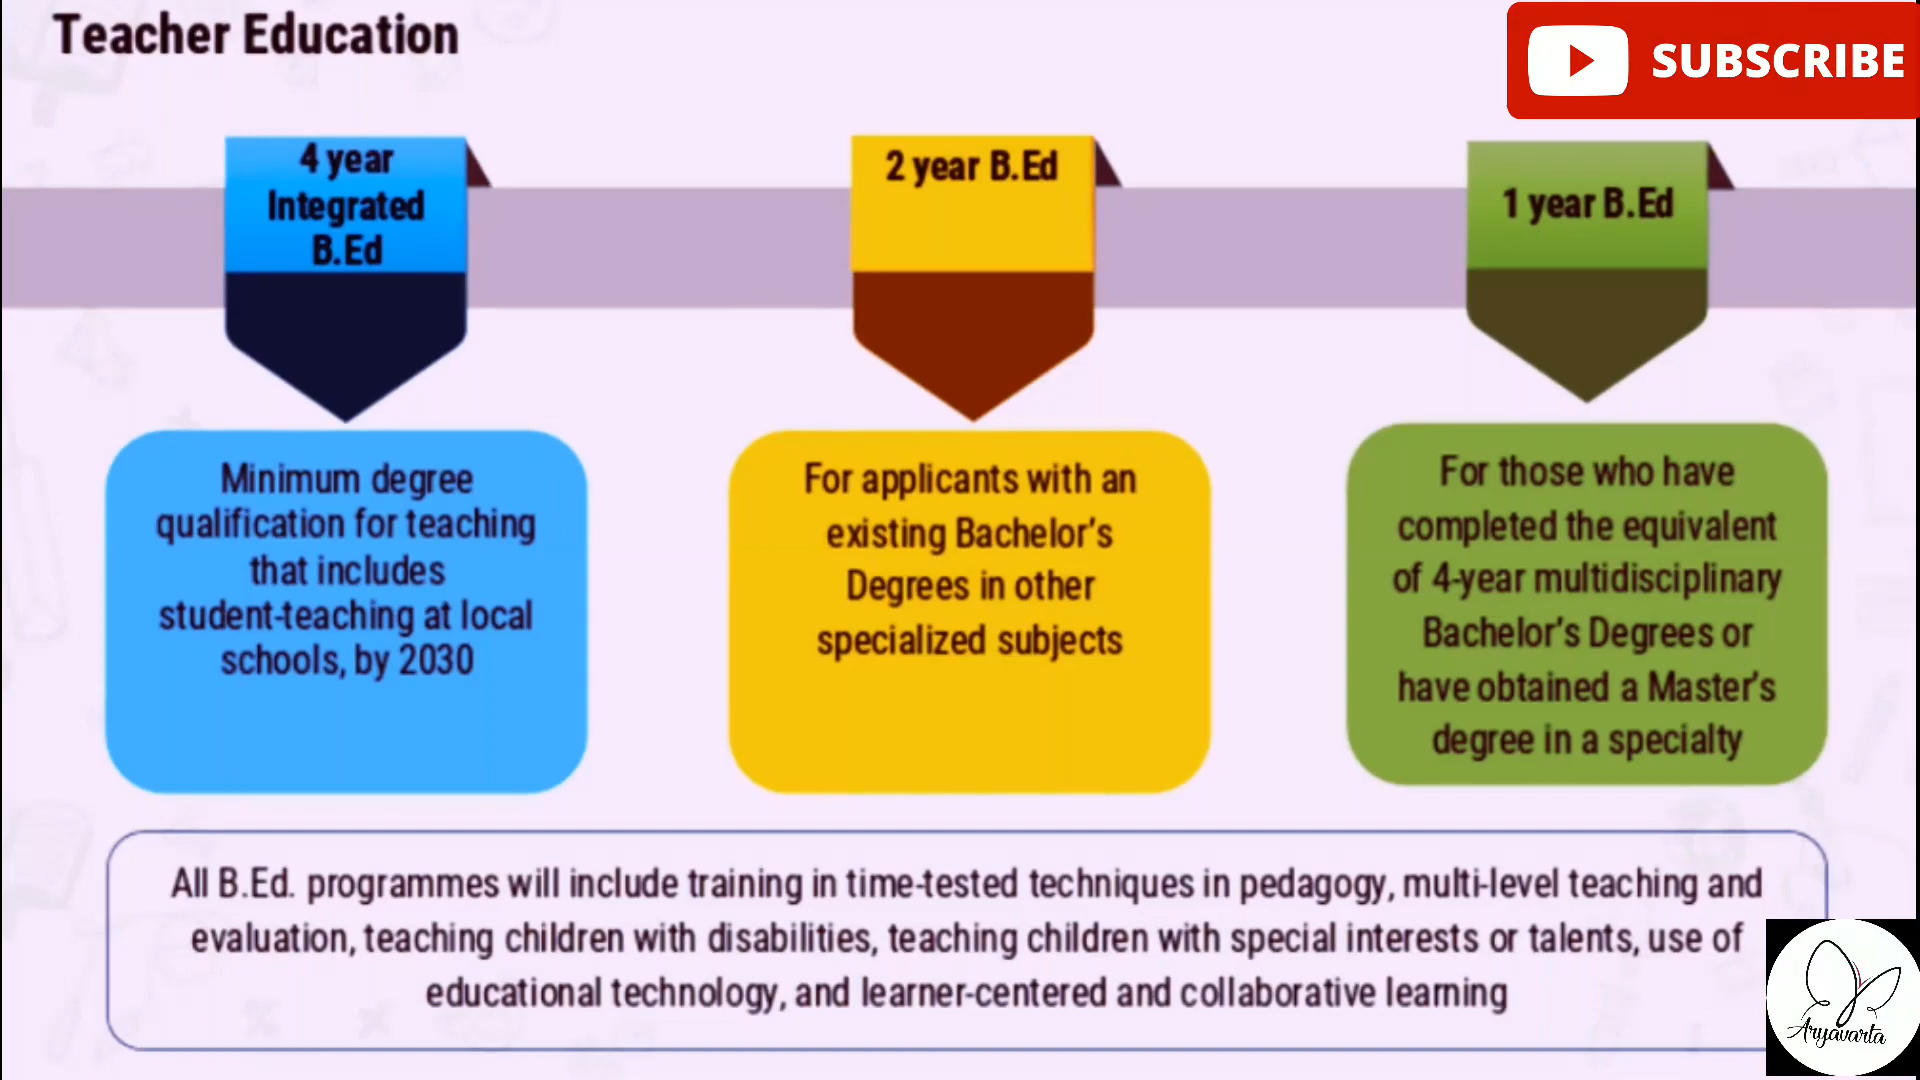 Teacher Education
SUBSCRIBE
4 year
Integrated
B.Ed
2 year B.Ed
1 year B.Ed
Minimum degree
qualification for teaching
that includes
student-teaching at local
schools, by 2030
For applicants with an
existing Bachelor's
Degrees in other
specialized subjects
For those who have
completed the equivalent
of 4-year multidisciplinary
Bachelor's Degrees or
have obtained a Master's
degree in a specialty
All B.Ed. programmes will include training in time-tested techniques in pedagogy, multi-level teaching and
evaluation, teaching children with disabilities, teaching children with special interests or talents, use of
educational technology, and learner-centered and collaborative learning
Aryavarta